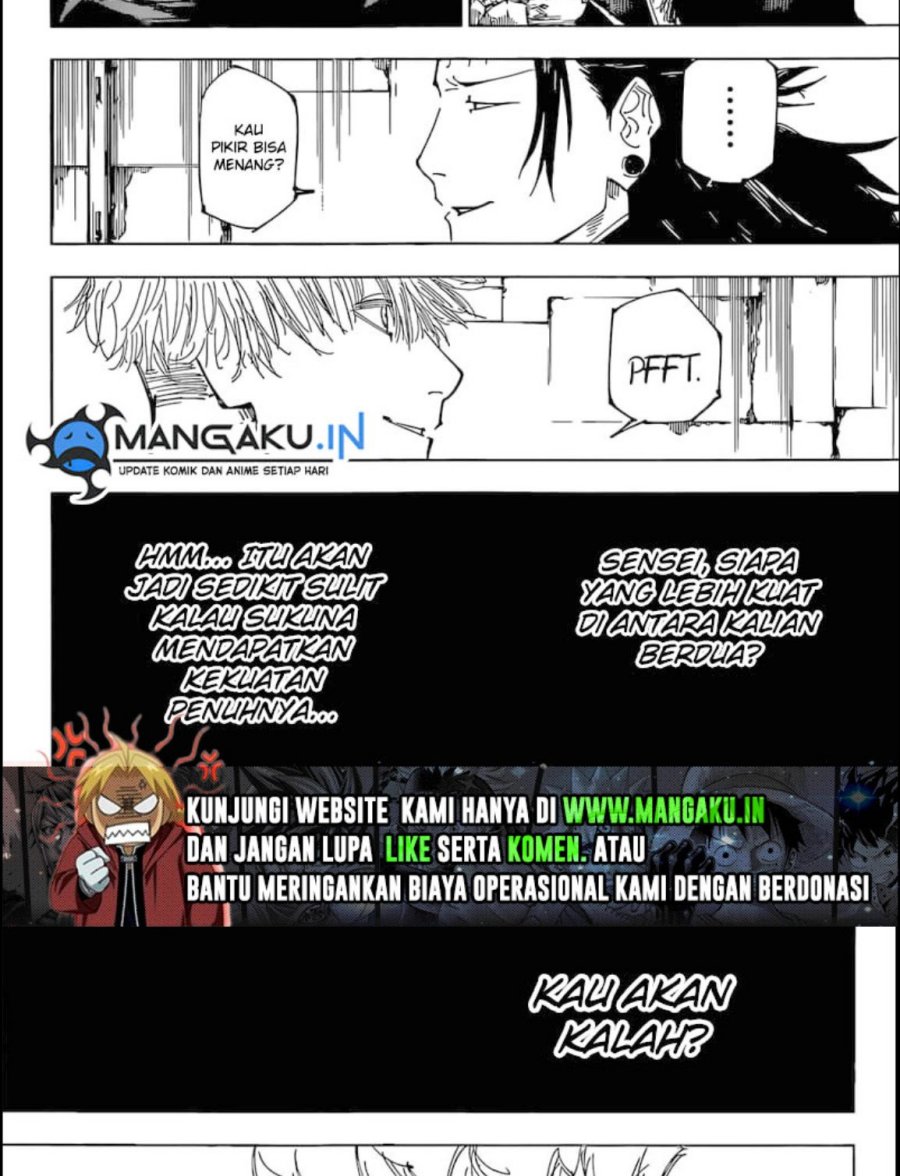 ......
KAU
PIKIR BISA
MENANG?
PFFT.
MANGAKU.IN
UPDATE KOMIK DAN ANIME SETIAP HARI
SENSEI, SIAPA
YANG LEBIH KUAT
DI ANTARA KALIAN
BERDUA?
HMM... ITU AKAN
JADI SEDIKIT SULIT
KALAU SUKUNA
MENDAPATKAN
KEKUATAN
PENUHNYA...
KUNJUNGI WEBSITE KAMI HANYA DI WWW.MANGAKU.IN
DAN JANGAN LUPA LIKE SERTA KOMEN. ATAU
BANTU MERINGANKAN BIAYA OPERASIONAL KAMI DENGAN BERDONASI
KAU AKAN
KALAH?